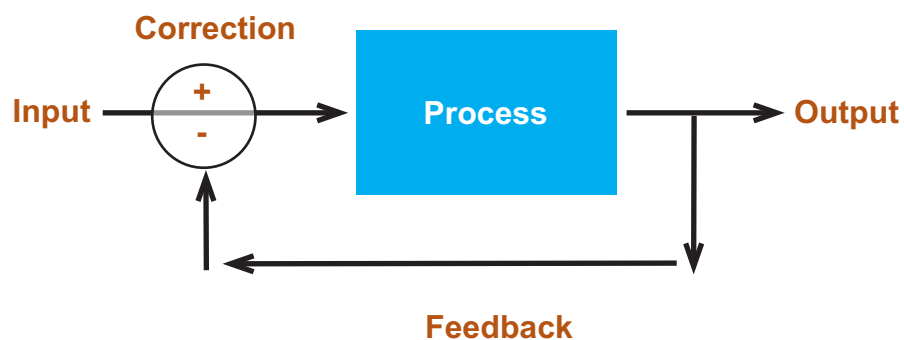 Correction
Input
+
-
Process
Output
Feedback